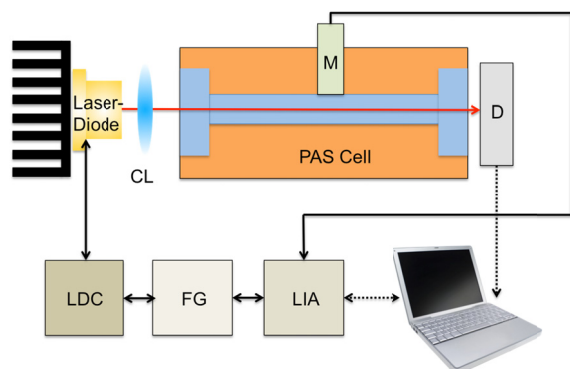 M
Laser-
Diode
D
CL
PAS Cell
LDC
FG
LIA